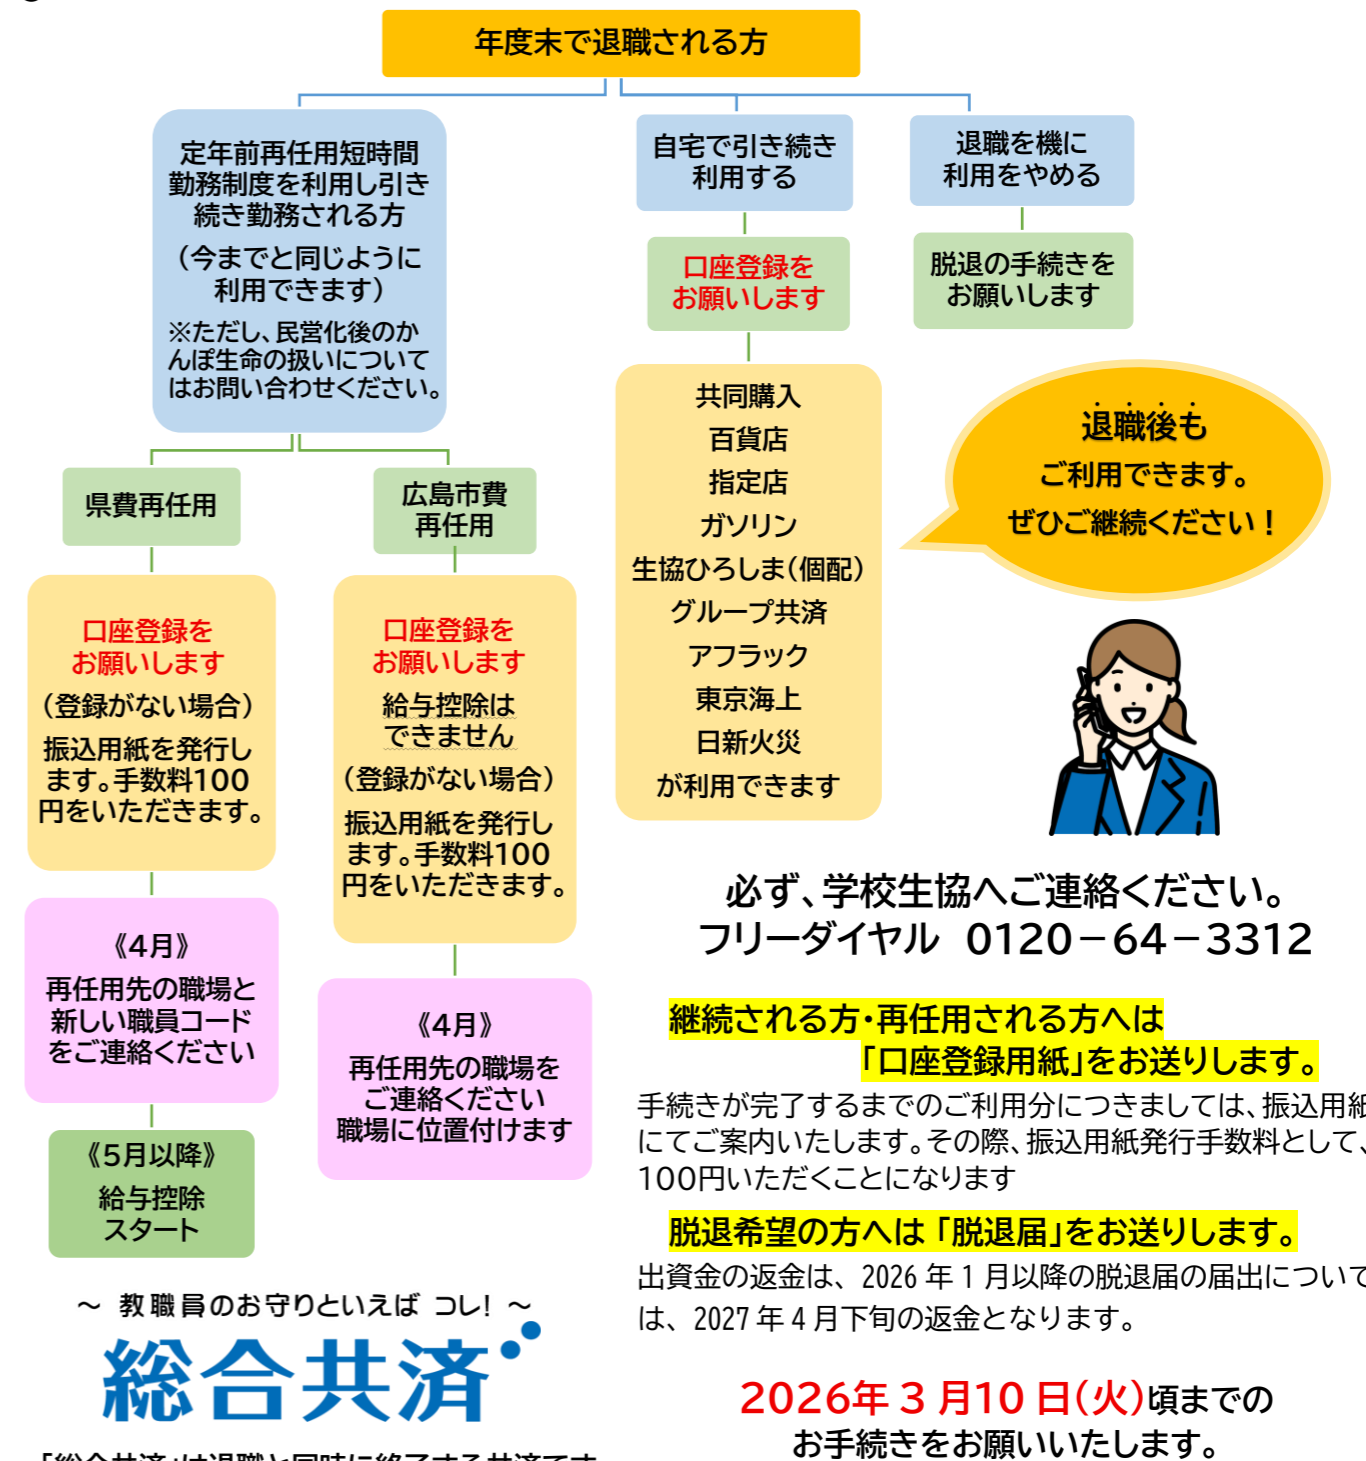 年度末で退職される方
定年前再任用短時間
勤務制度を利用し引き
続き勤務される方
（今までと同じように
利用できます）
※ただし、民営化後のか
んぽ生命の扱いについて
はお問い合わせください。
県費再任用
口座登録を
お願いします
（登録がない場合）
振込用紙を発行し
ます。手数料100
円をいただきます。
《4月》
再任用先の職場と
新しい職員コード
をご連絡ください
《5月以降》
給与控除
スタート
広島市費
再任用
口座登録を
お願いします
給与控除は
できません
（登録がない場合）
振込用紙を発行し
ます。手数料100
円をいただきます。
《4月》
再任用先の職場を
ご連絡ください
職場に位置付けます
自宅で引き続き
利用する
口座登録を
お願いします
共同購入
百貨店
指定店
ガソリン
生協ひろしま（個配）
グループ共済
アフラック
東京海上
日新火災
が利用できます
退職を機に
利用をやめる
脱退の手続きを
お願いします
退職後も
ご利用できます。
ぜひご継続ください！
必ず、学校生協へご連絡ください。
フリーダイヤル 0120－64－3312
継続される方・再任用される方へは
「口座登録用紙」をお送りします。
手続きが完了するまでのご利用分につきましては、振込用紙
にてご案内いたします。その際、振込用紙発行手数料として、
100円いただくことになります
脱退希望の方へは「脱退届」をお送りします。
出資金の返金は、2026年1月以降の脱退届の届出について
は、2027年4月下旬の返金となります。
2026年3月10日（火）頃までの
お手続きをお願いいたします。
～ 教職員のお守りといえば コレ！ ～
総合共済
「総合共済」は退職と同時に終了する共済です